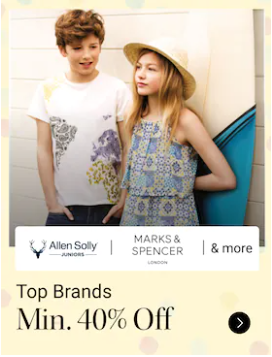 Allen Solly
JUNIORS
MARKS &
SPENCER
LONDON
& more
Top Brands
Min. 40% Off